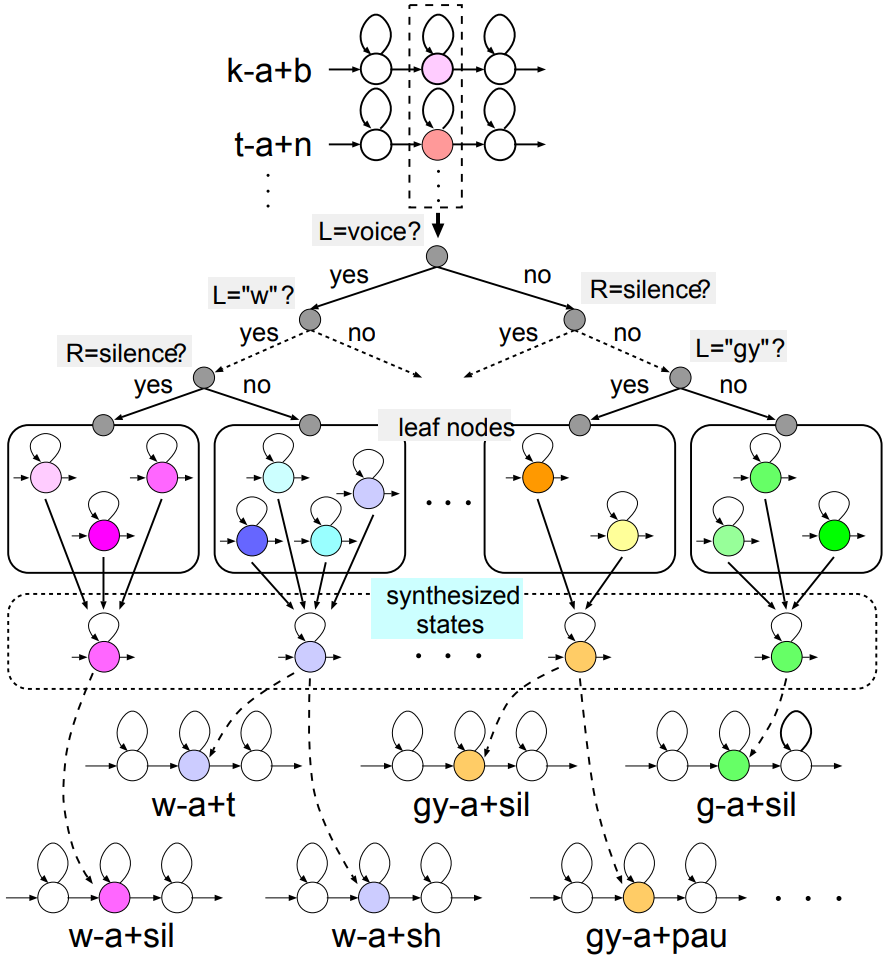 k-a+b
t-a+n
L=voice?
yes no
L="w"?
R=silence?
yes no
yes no
R=silence?
L="gy"?
yes no
yes no
leaf nodes
synthesized
states
w-a+t
gy-a+sil
g-a+sil
w-a+sil
w-a+sh
gy-a+pau